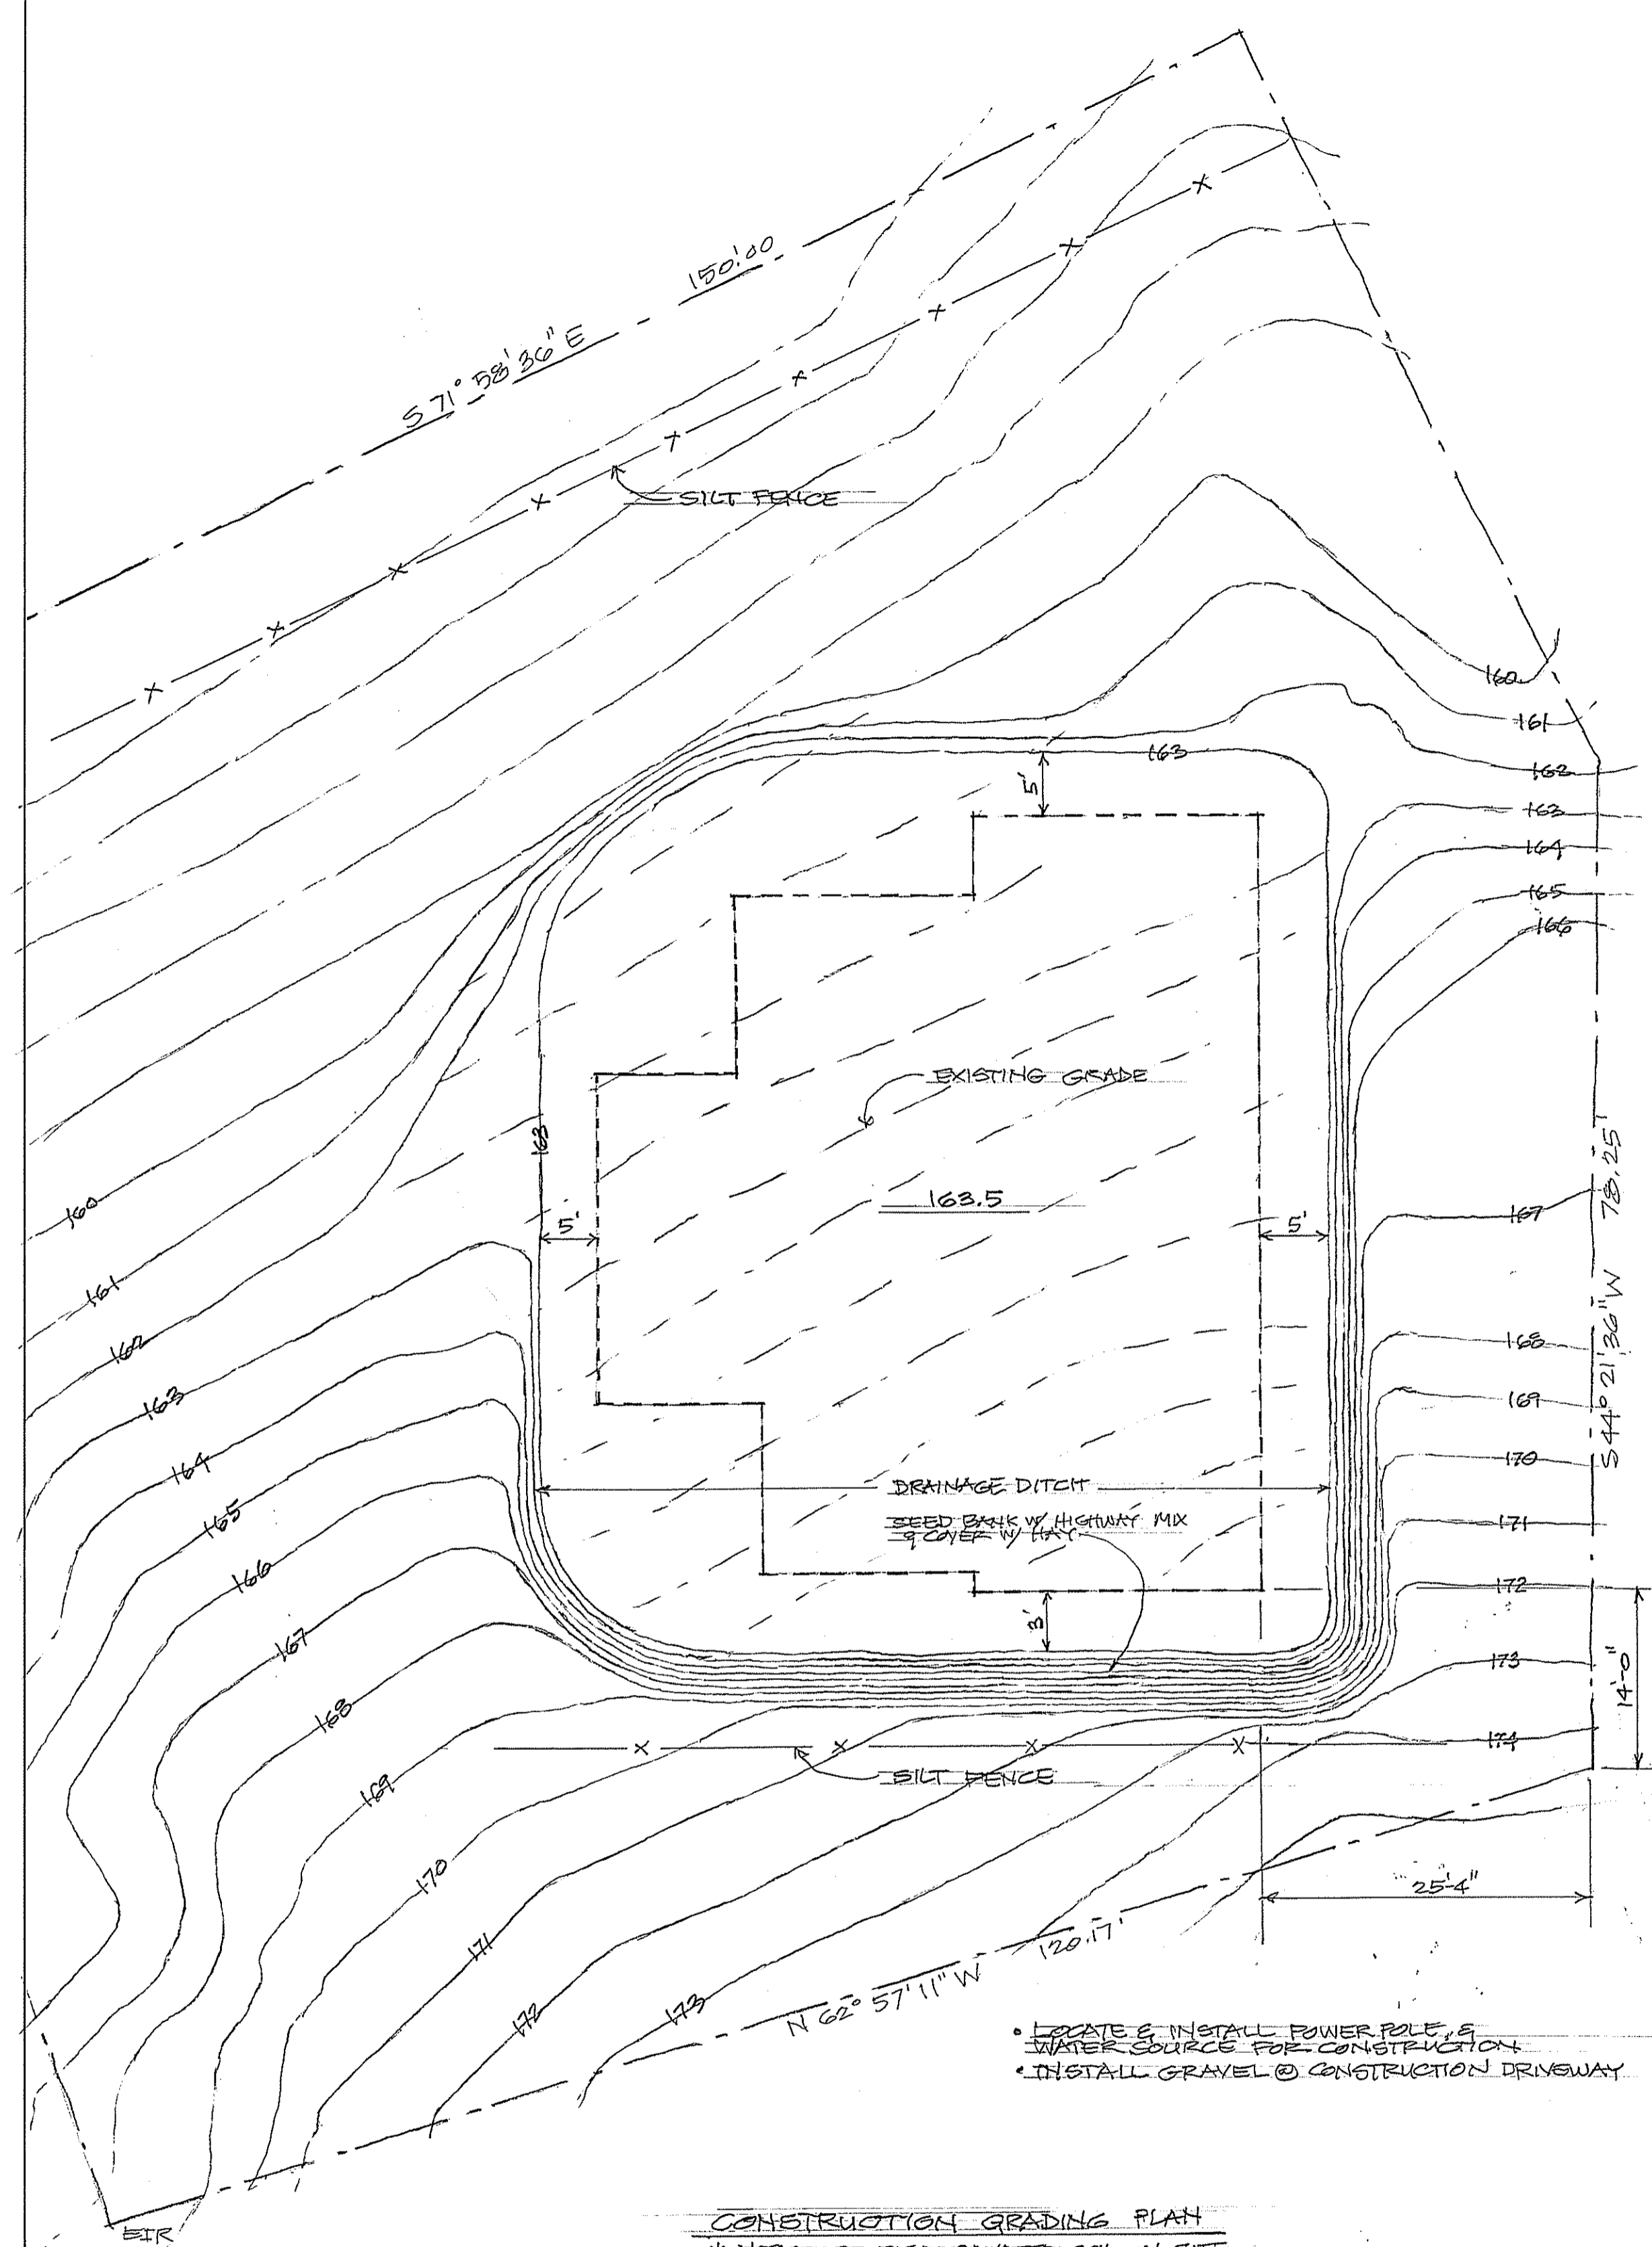 150'.00
S 71° 58' 36" E
SILT FENCE
160
161
163
162
5'
163
164
165
166
EXISTING GRADE
163
163.5
5'
5'
167
160
161
162
163
164
165
166
167
168
169
170
171
172
173
168
169
170
171
172
173
174
S 44° 21' 36" W 78.25'
DRAINAGE DITCH
SEED BANK W/ HIGHWAY MIX
& COVER W/ HAY
3'
14'-0"
SILT FENCE
25'-4"
N 62° 57' 11" W 120.17'
• LOCATE & INSTALL POWER POLE, &
WATER SOURCE FOR CONSTRUCTION
• INSTALL GRAVEL @ CONSTRUCTION DRIVEWAY
EIR
CONSTRUCTION GRADING PLAN